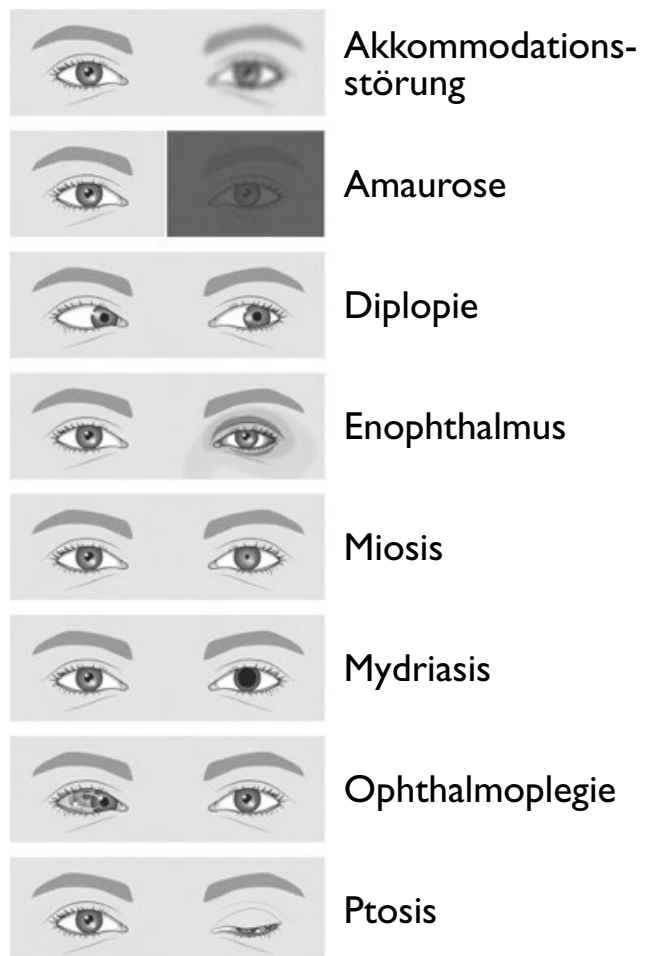 Akkommodations-
störung
Amaurose
Diplopie
Enophthalmus
Miosis
Mydriasis
Ophthalmoplegie
Ptosis